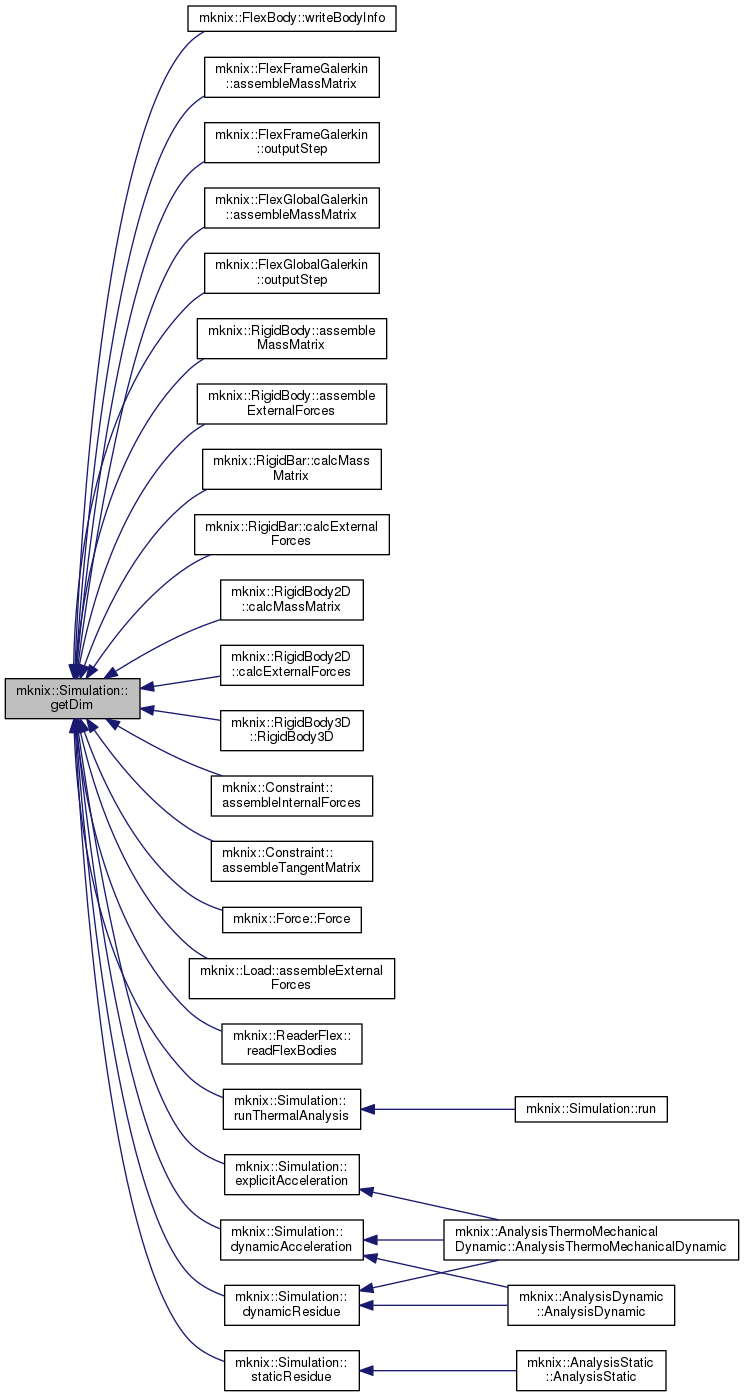 mknix::FlexBody::writeBodyInfo
mknix::FlexFrameGalerkin
::assembleMassMatrix
mknix::FlexFrameGalerkin
::outputStep
mknix::FlexGlobalGalerkin
::assembleMassMatrix
mknix::FlexGlobalGalerkin
::outputStep
mknix::RigidBody::assemble
MassMatrix
mknix::RigidBody::assemble
ExternalForces
mknix::RigidBar::calcMass
Matrix
mknix::RigidBar::calcExternal
Forces
mknix::RigidBody2D
::calcMassMatrix
mknix::RigidBody2D
::calcExternalForces
mknix::Simulation::
getDim
mknix::RigidBody3D
::RigidBody3D
mknix::Constraint::
assembleInternalForces
mknix::Constraint::
assembleTangentMatrix
mknix::Force::Force
mknix::Load::assembleExternal
Forces
mknix::ReaderFlex::
readFlexBodies
mknix::Simulation::
runThermalAnalysis
mknix::Simulation::run
mknix::Simulation::
explicitAcceleration
mknix::Simulation::
dynamicAcceleration
mknix::AnalysisThermoMechanical
Dynamic::AnalysisThermoMechanicalDynamic
mknix::Simulation::
dynamicResidue
mknix::AnalysisDynamic
::AnalysisDynamic
mknix::Simulation::
staticResidue
mknix::AnalysisStatic
::AnalysisStatic